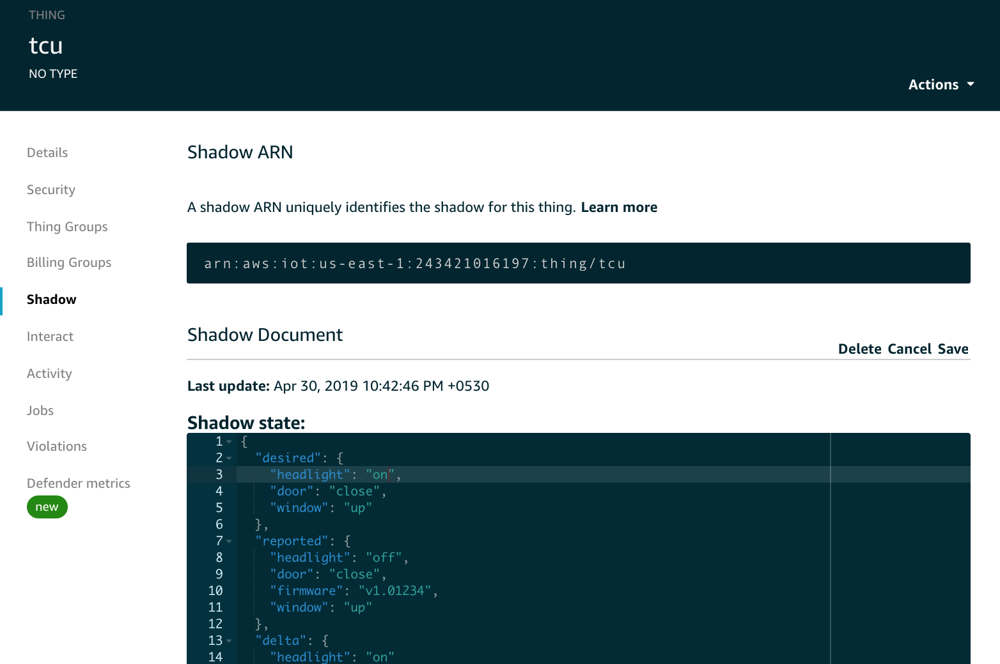 THING
tcu
NO TYPE
Actions
Details
Security
Thing Groups
Billing Groups
Shadow
Interact
Activity
Jobs
Violations
Defender metrics
new
Shadow ARN
A shadow ARN uniquely identifies the shadow for this thing. Learn more
arn:aws:iot:us-east-1:243421016197:thing/tcu
Shadow Document
Delete Cancel Save
Last update: Apr 30, 2019 10:42:46 PM +0530
Shadow state:
1 {
2 "desired": {
3 "headlight": "on",
4 "door": "close",
5 "window": "up"
6 },
7 "reported": {
8 "headlight": "off",
9 "door": "close",
10 "firmware": "v1.01234",
11 "window": "up"
12 },
13 "delta": {
14 "headlight": "on"